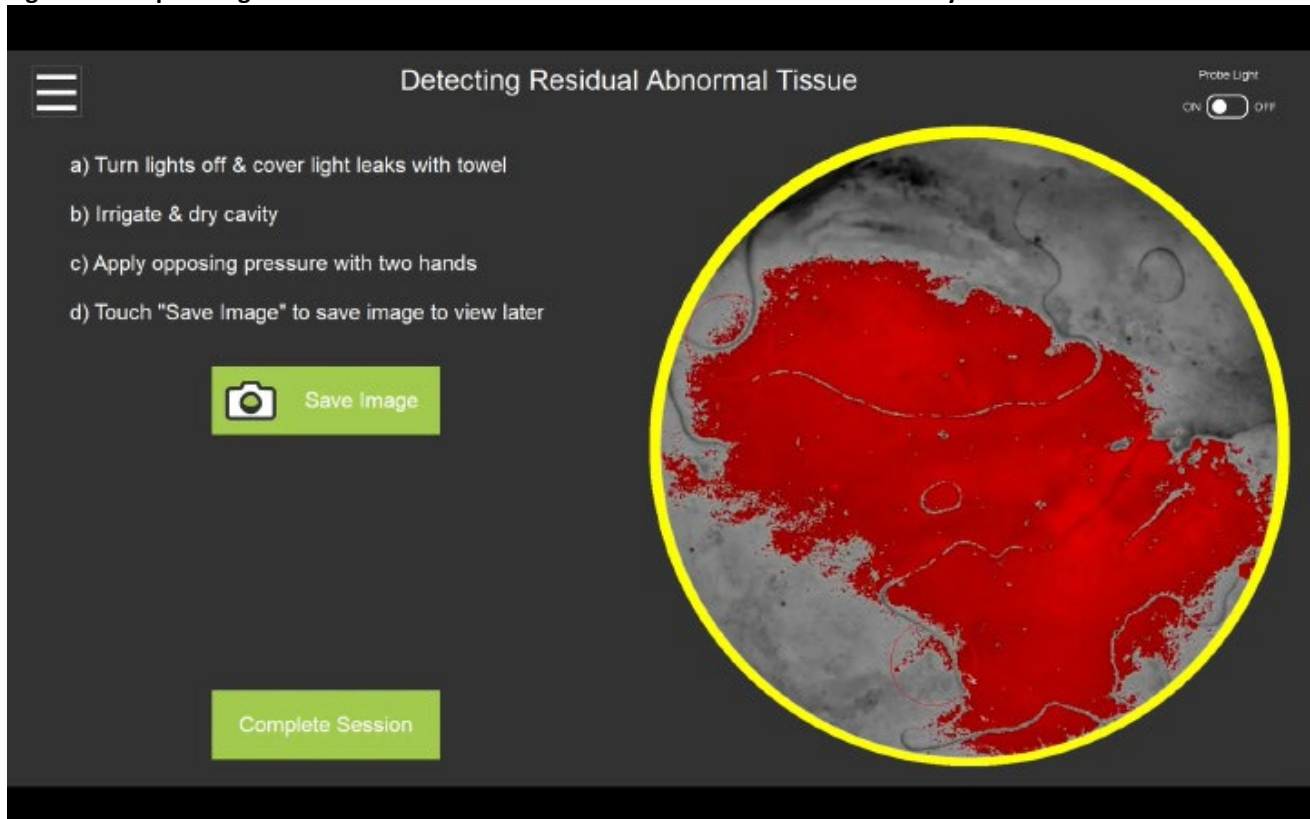 Detecting Residual Abnormal Tissue
Probe Light
ON OFF
a) Turn lights off & cover light leaks with towel
b) Irrigate & dry cavity
c) Apply opposing pressure with two hands
d) Touch "Save Image" to save image to view later
Save Image
Complete Session